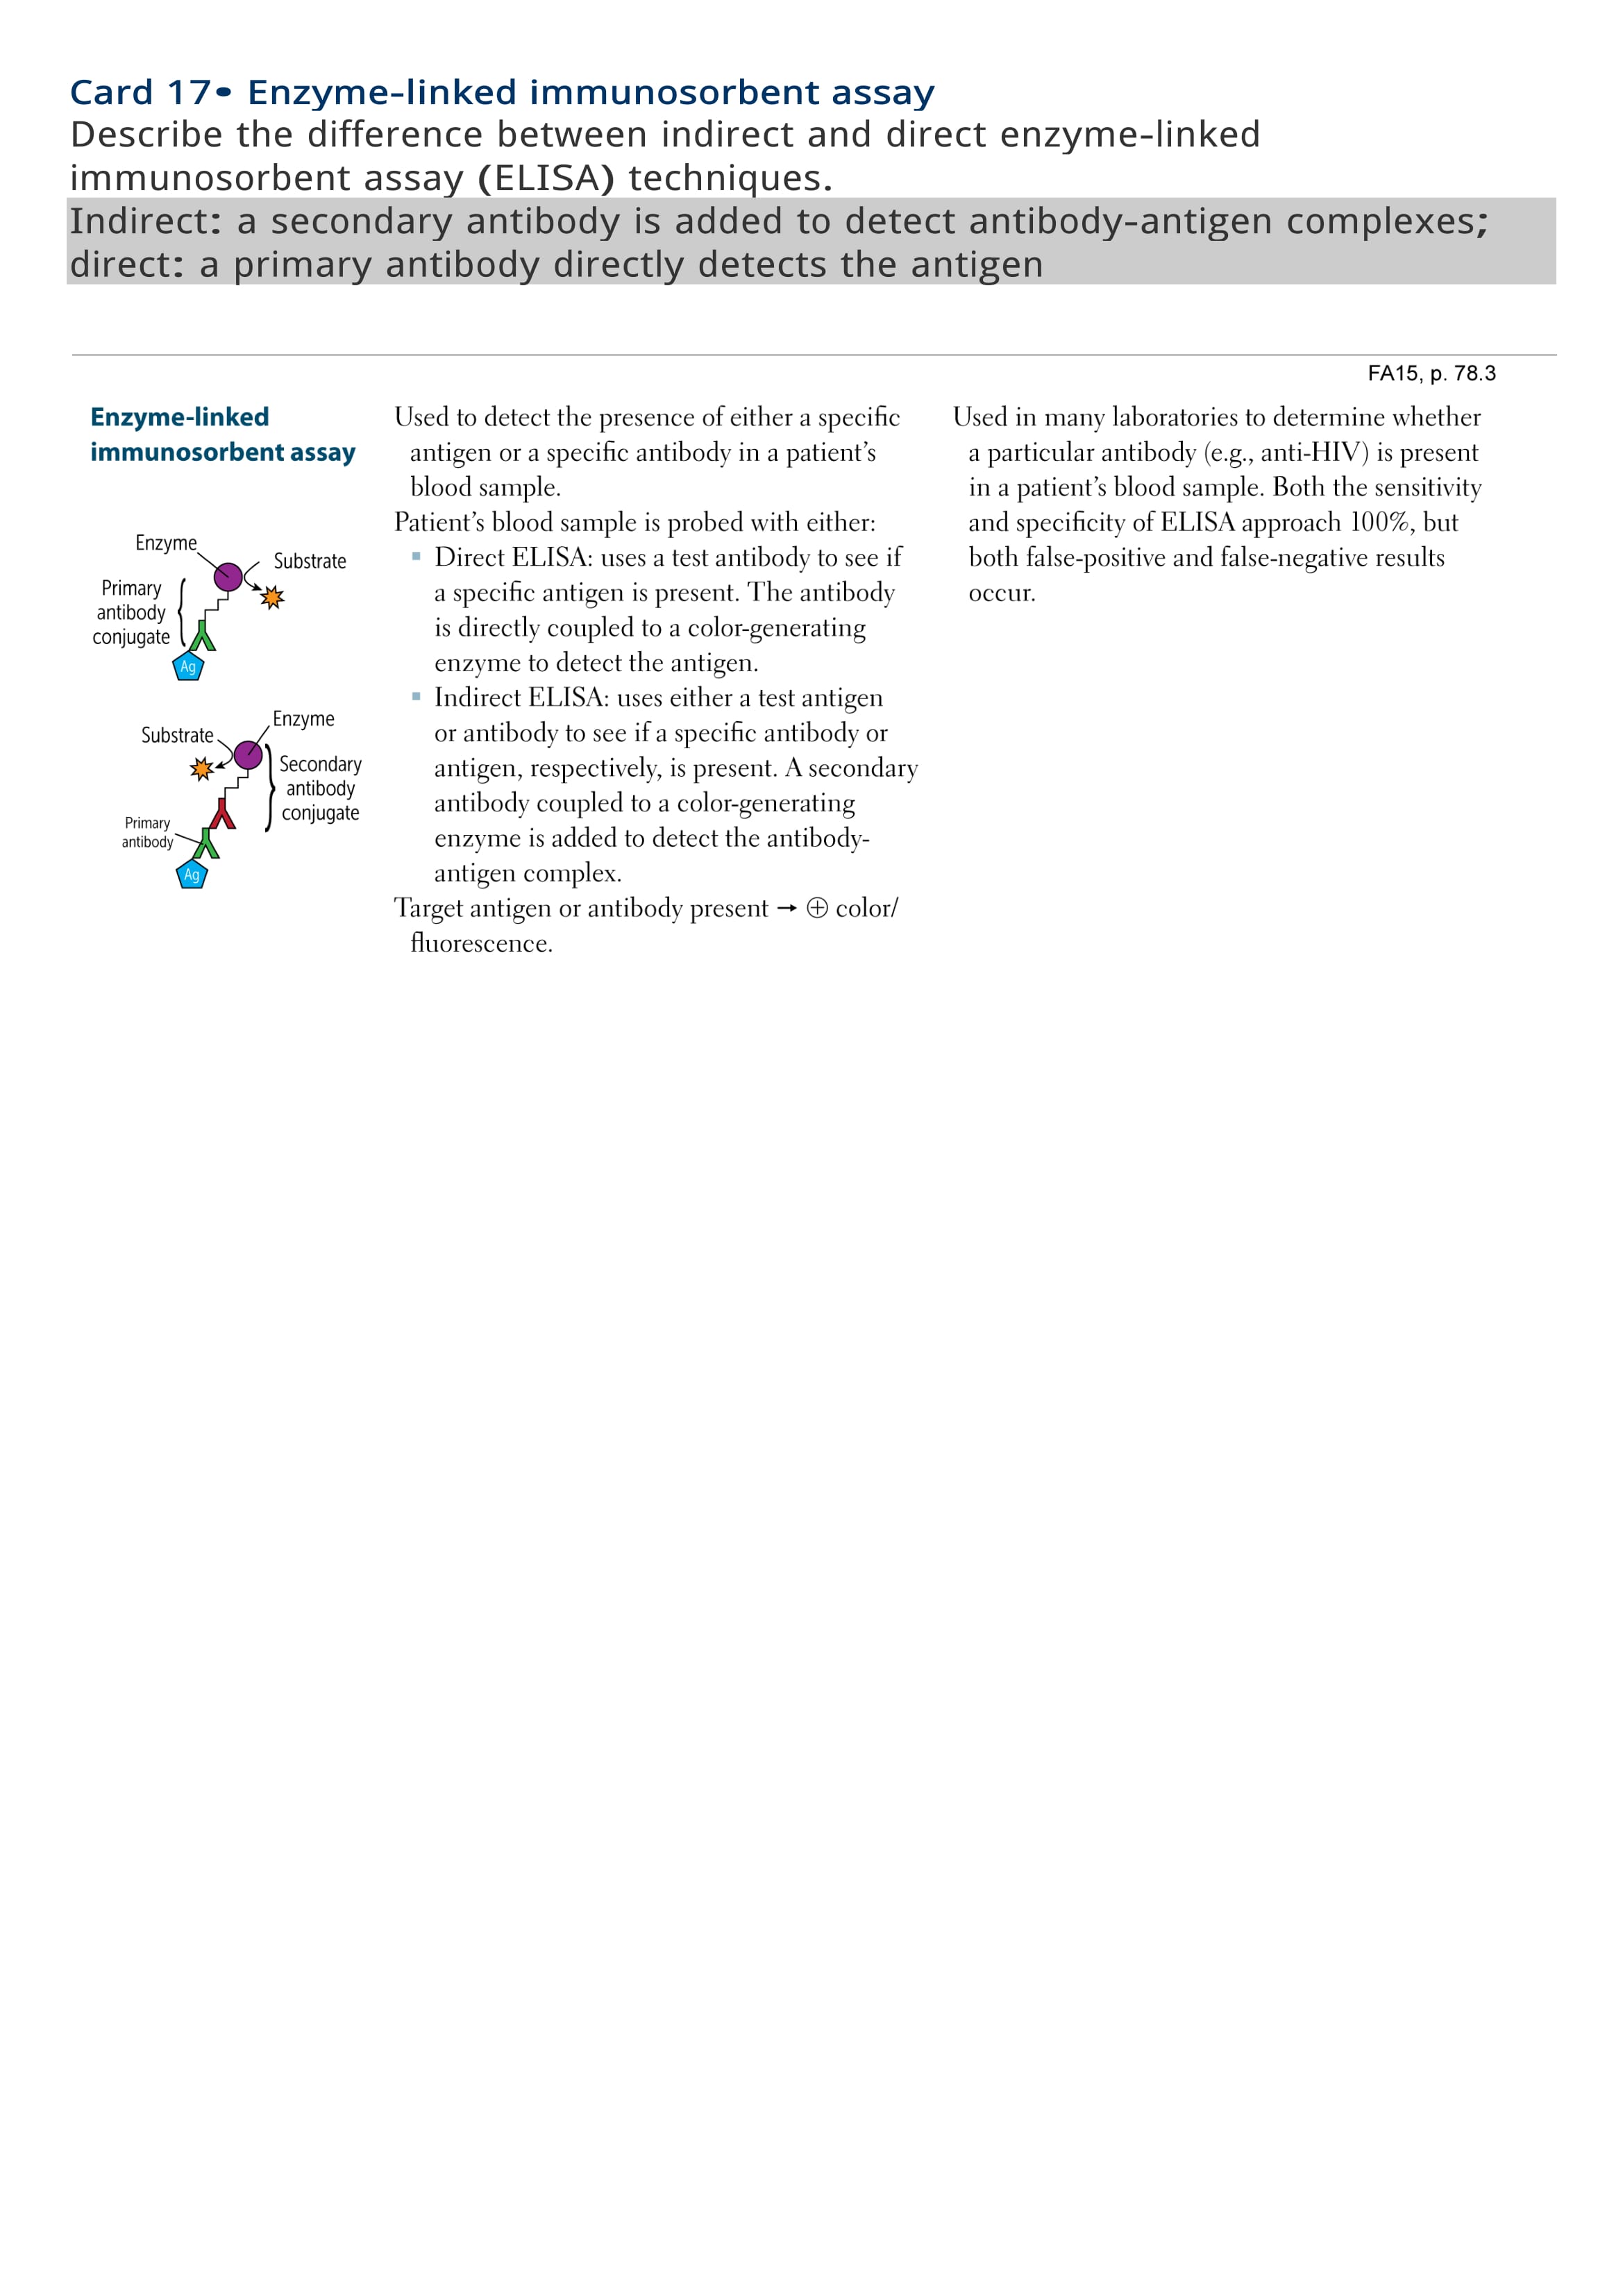 Card 17• Enzyme-linked immunosorbent assay
Describe the difference between indirect and direct enzyme-linked
immunosorbent assay (ELISA) techniques.
Indirect: a secondary antibody is added to detect antibody-antigen complexes;
direct: a primary antibody directly detects the antigen
FA15, p. 78.3
Enzyme-linked
immunosorbent assay
Enzyme
Substrate
Primary
antibody
conjugate
Ag
Enzyme
Substrate
Secondary
antibody
conjugate
Primary
antibody
Ag
Used to detect the presence of either a specific
antigen or a specific antibody in a patient’s
blood sample.
Patient’s blood sample is probed with either:
▪ Direct ELISA: uses a test antibody to see if
a specific antigen is present. The antibody
is directly coupled to a color-generating
enzyme to detect the antigen.
▪ Indirect ELISA: uses either a test antigen
or antibody to see if a specific antibody or
antigen, respectively, is present. A secondary
antibody coupled to a color-generating
enzyme is added to detect the antibody-
antigen complex.
Target antigen or antibody present → ⊕ color/
fluorescence.
Used in many laboratories to determine whether
a particular antibody (e.g., anti-HIV) is present
in a patient’s blood sample. Both the sensitivity
and specificity of ELISA approach 100%, but
both false-positive and false-negative results
occur.